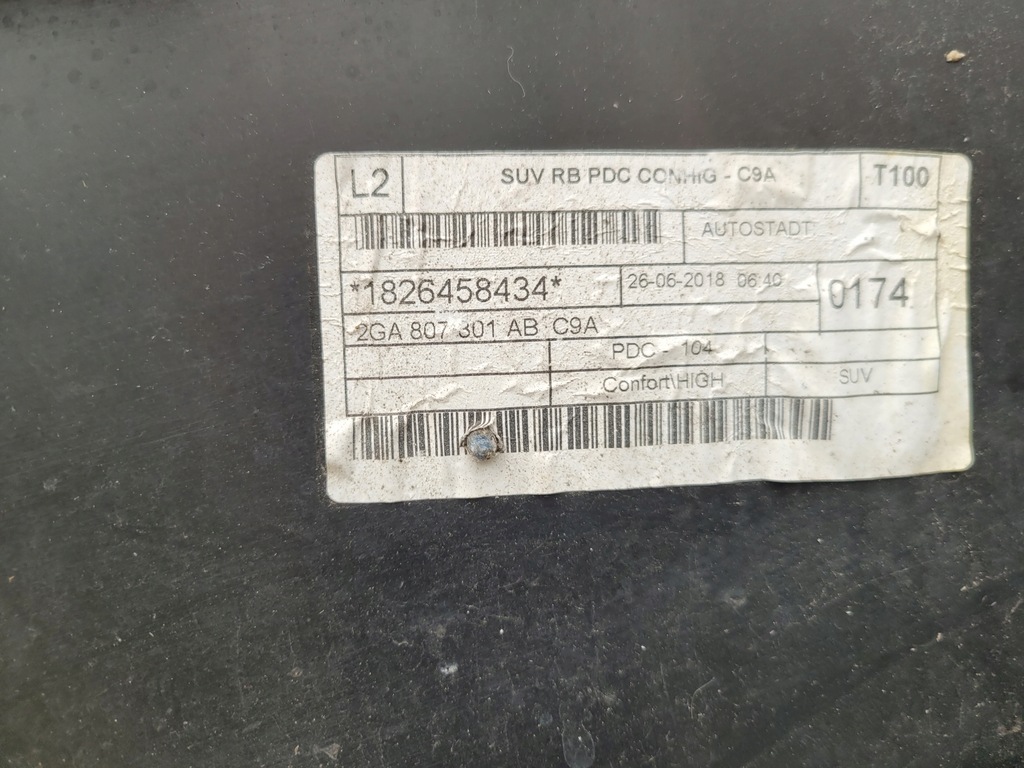 L2 SUV RB PDC CONHIG - C9A T100
AUTOSTADT
*1826458434* 26-06-2018 06:40 0174
2GA 807 301 AB C9A
PDC - 104
Confort\HIGH SUV